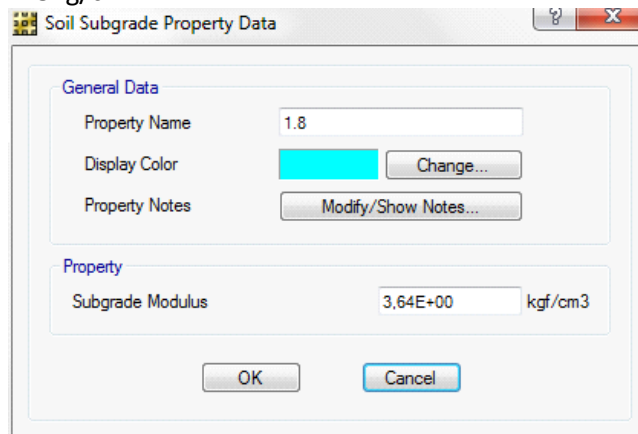 Soil Subgrade Property Data
General Data
Property Name 1.8
Display Color Change...
Property Notes Modify/Show Notes...
Property
Subgrade Modulus 3,64E+00 kgf/cm3
OK Cancel